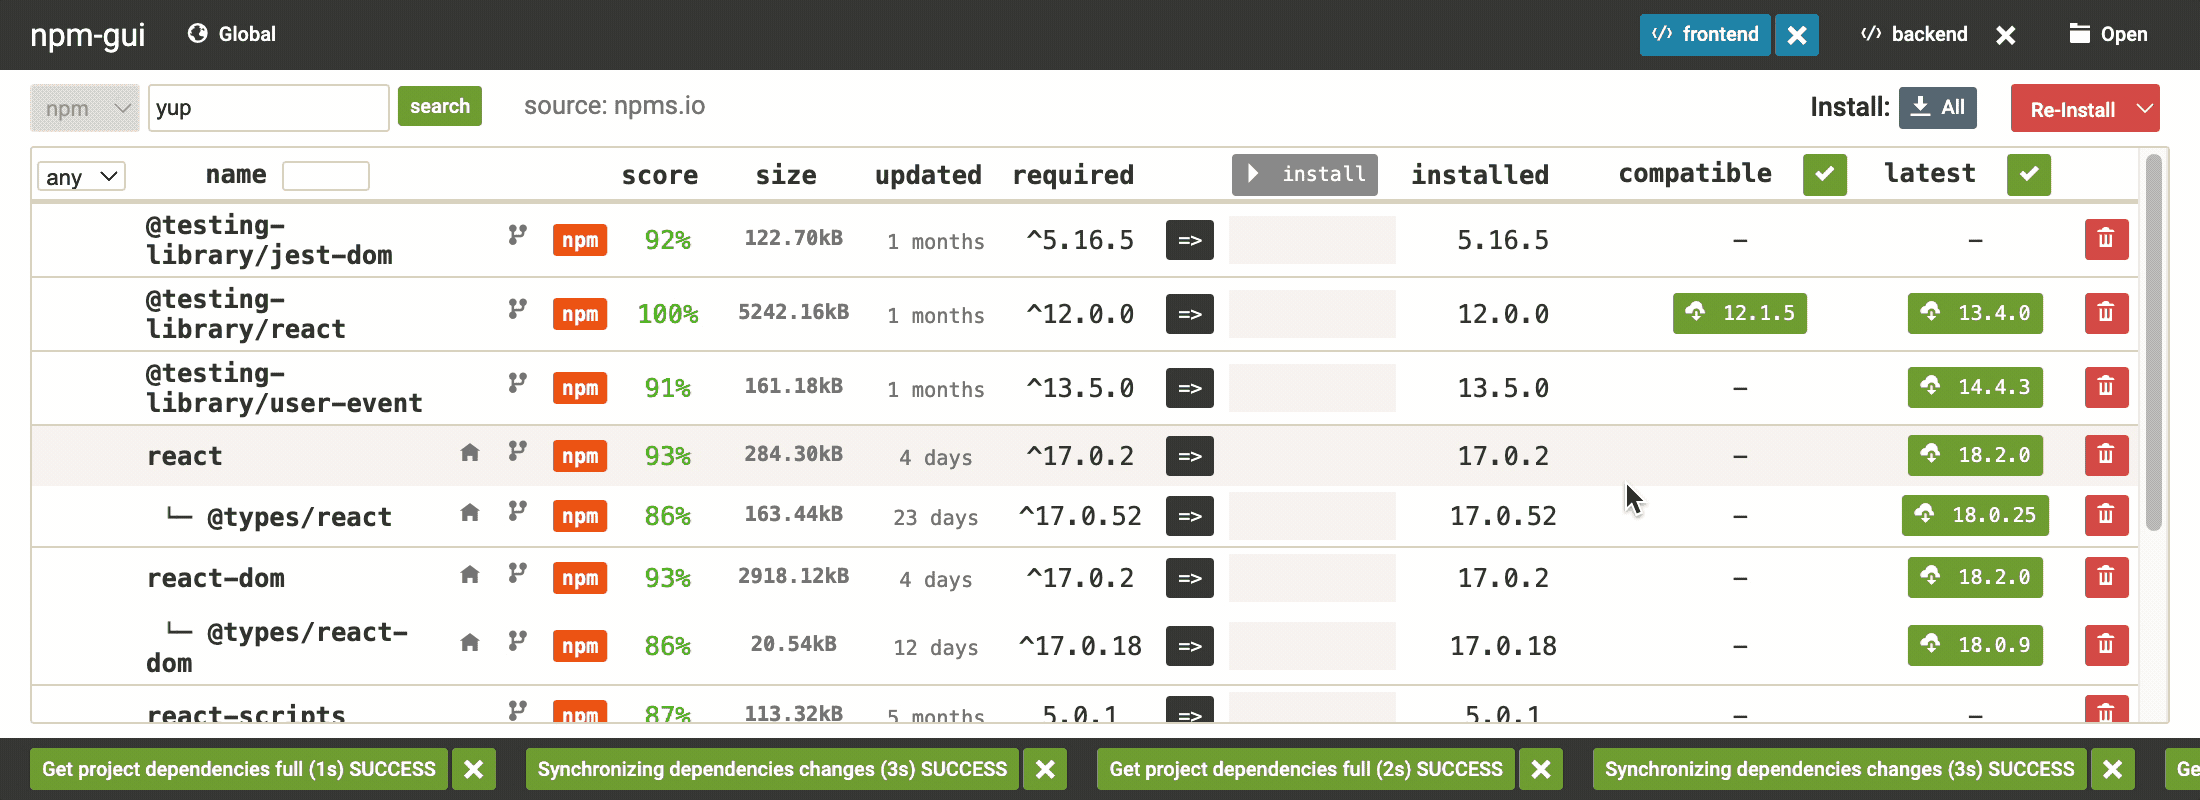 npm-gui Global </> frontend </> backend Open
npm yup search source: npms.io Install: All Re-Install
any name score size updated required install installed compatible latest
@testing-
library/jest-dom npm 92% 122.70kB 1 months ^5.16.5 => 5.16.5 – –
@testing-
library/react npm 100% 5242.16kB 1 months ^12.0.0 => 12.0.0 12.1.5 13.4.0
@testing-
library/user-event npm 91% 161.18kB 1 months ^13.5.0 => 13.5.0 – 14.4.3
react npm 93% 284.30kB 4 days ^17.0.2 => 17.0.2 – 18.2.0
└─ @types/react npm 86% 163.44kB 23 days ^17.0.52 => 17.0.52 – 18.0.25
react-dom npm 93% 2918.12kB 4 days ^17.0.2 => 17.0.2 – 18.2.0
└─ @types/react-
dom npm 86% 20.54kB 12 days ^17.0.18 => 17.0.18 – 18.0.9
react-scripts npm 87% 113.32kB 5 months 5.0.1 => 5.0.1 – –
Get project dependencies full (1s) SUCCESS Synchronizing dependencies changes (3s) SUCCESS Get project dependencies full (2s) SUCCESS Synchronizing dependencies changes (3s) SUCCESS Ge